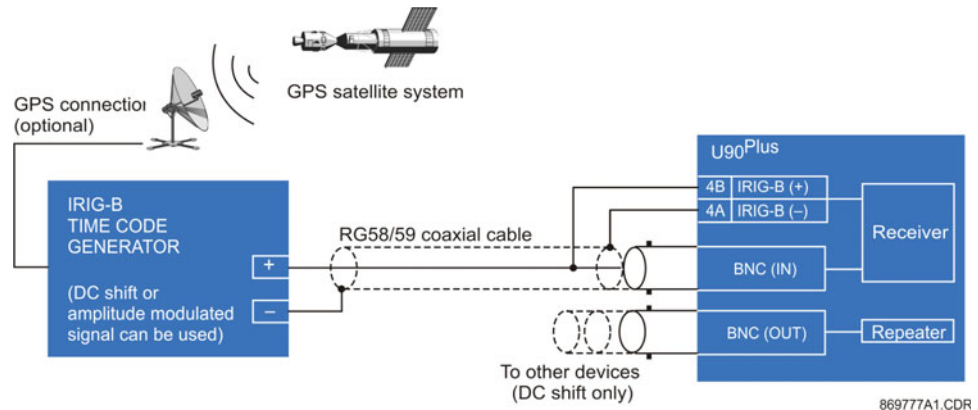 GPS satellite system
GPS connection
(optional)
IRIG-B
TIME CODE
GENERATOR
(DC shift or
amplitude modulated
signal can be used)
+
–
RG58/59 coaxial cable
To other devices
(DC shift only)
U90Plus
4B IRIG-B (+)
4A IRIG-B (–)
Receiver
BNC (IN)
BNC (OUT)
Repeater
869777A1.CDR